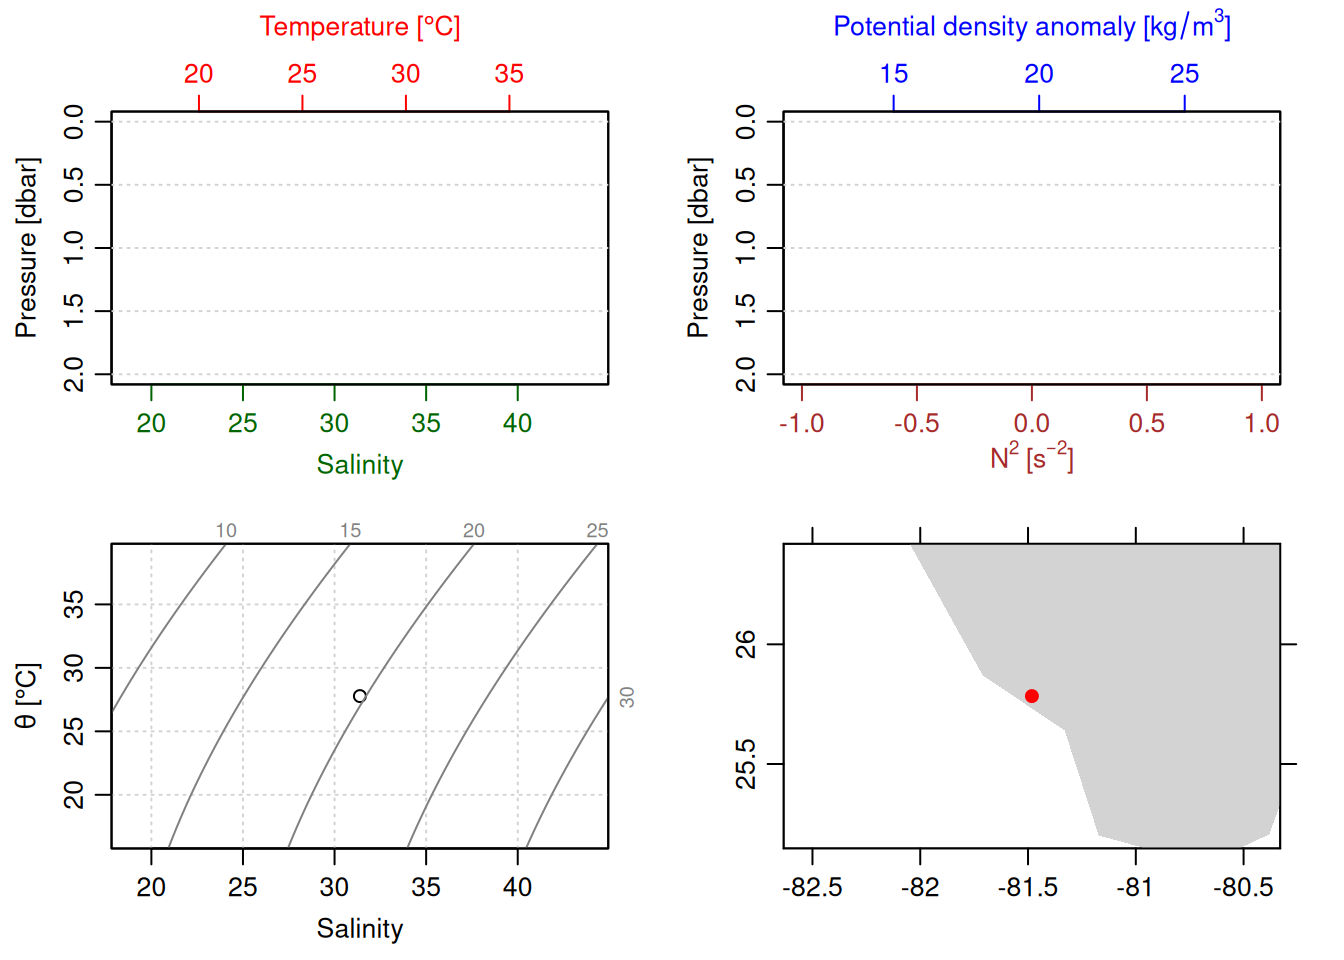 Temperature [°C]
20 25 30 35
0.0
0.5
1.0
1.5
2.0
Pressure [dbar]
20 25 30 35 40
Salinity
Potential density anomaly [kg/m³]
15 20 25
0.0
0.5
1.0
1.5
2.0
Pressure [dbar]
-1.0 -0.5 0.0 0.5 1.0
N² [s⁻²]
10 15 20 25
30
35
30
25
20
θ [°C]
20 25 30 35 40
Salinity
26
25.5
-82.5 -82 -81.5 -81 -80.5